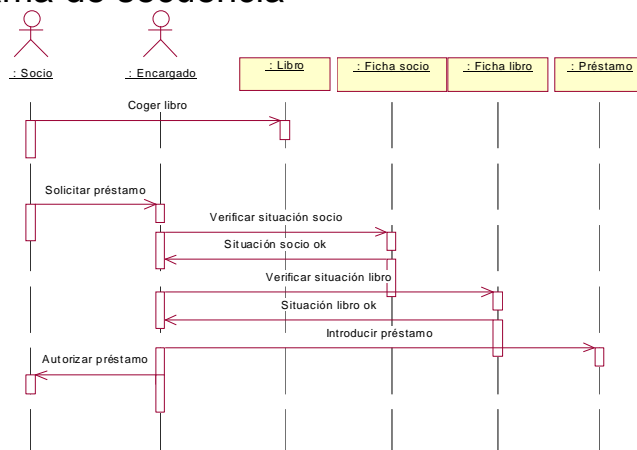 de secuencia
: Socio
: Encargado
: Libro
: Ficha socio
: Ficha libro
: Préstamo
Coger libro
Solicitar préstamo
Verificar situación socio
Situación socio ok
Verificar situación libro
Situación libro ok
Introducir préstamo
Autorizar préstamo